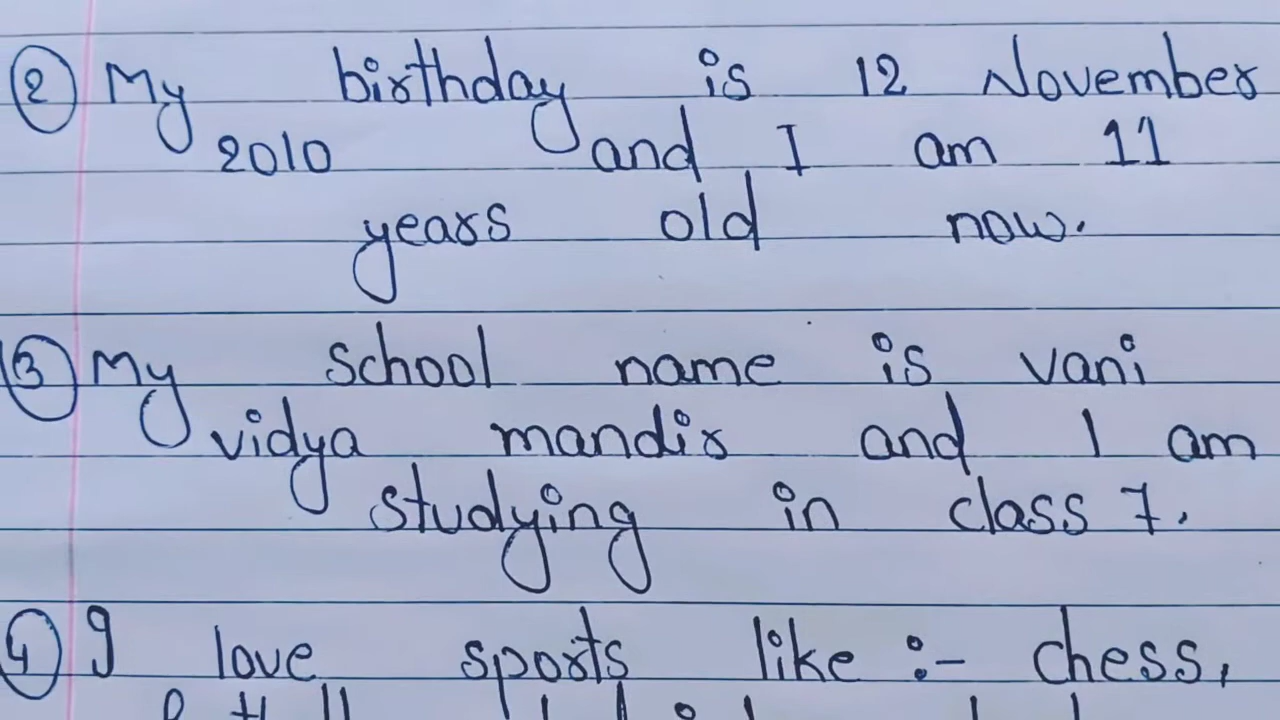 ② My birthday is 12 November
2010 and I am 11
years old now.
③ My school name is vani
vidya mandir and I am
studying in class 7.
④ I love sports like :- chess,